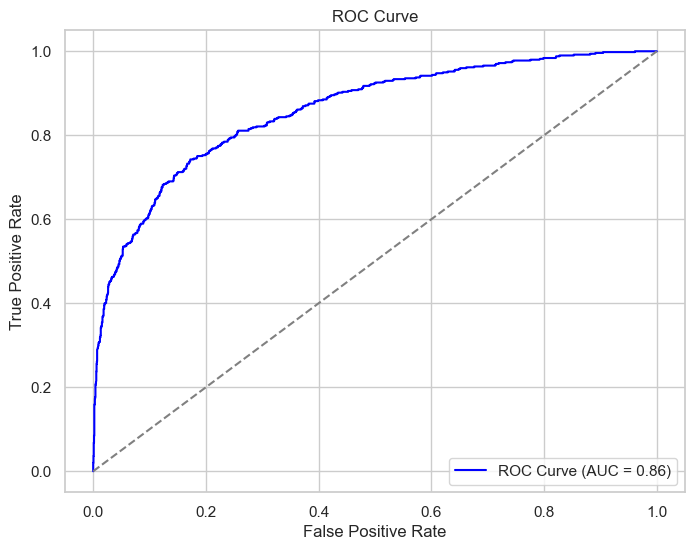 ROC Curve
1.0
0.8
0.6
0.4
0.2
0.0
True Positive Rate
0.0 0.2 0.4 0.6 0.8 1.0
False Positive Rate
ROC Curve (AUC = 0.86)